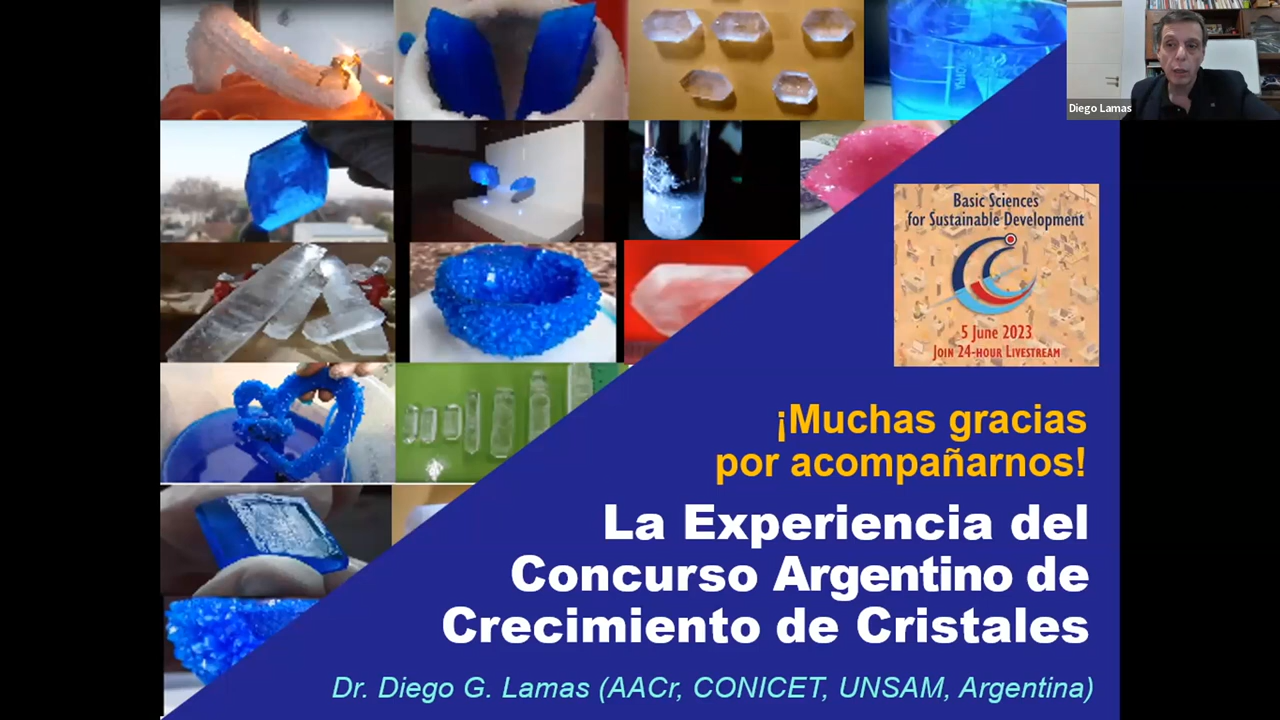 Diego Lamas
Basic Sciences
for Sustainable Development
5 June 2023
Join 24-hour Livestream
¡Muchas gracias
por acompañarnos!
La Experiencia del
Concurso Argentino de
Crecimiento de Cristales
Dr. Diego G. Lamas (AACr, CONICET, UNSAM, Argentina)